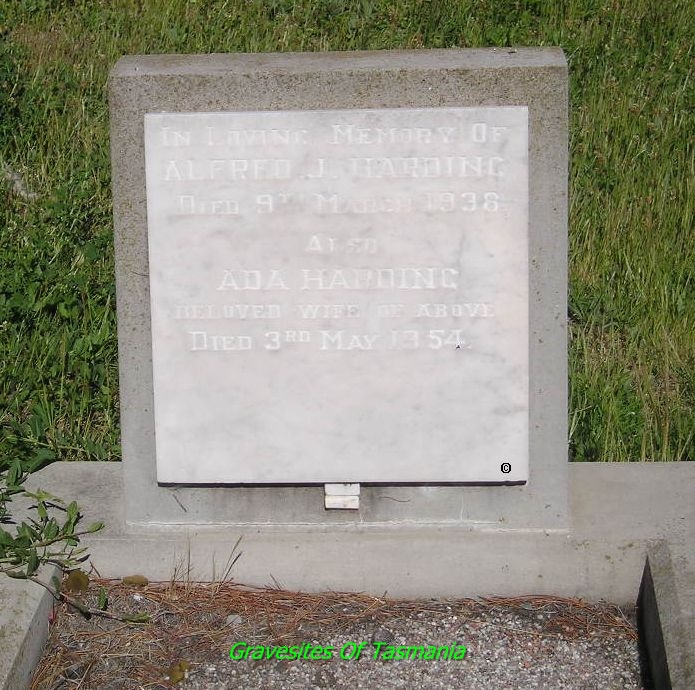 In Loving Memory Of
ALFRED J. HARDING
Died 9th March 1938
Also
ADA HARDING
BELOVED WIFE OF ABOVE
Died 3rd May 1954.
©
Gravesites Of Tasmania